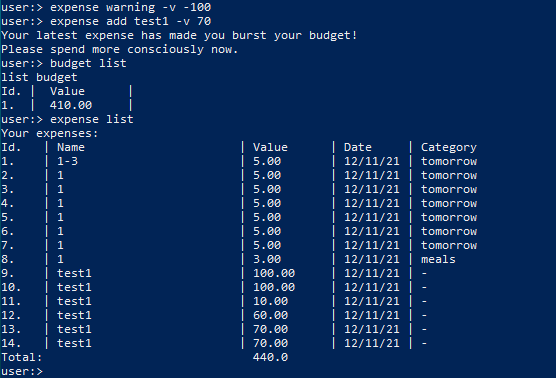 user:> expense warning -v -100
user:> expense add test1 -v 70
Your latest expense has made you burst your budget!
Please spend more consciously now.
user:> budget list
list budget
Id. | Value |
1. | 410.00 |
user:> expense list
Your expenses:
Id. | Name | Value | Date | Category
1. | 1-3 | 5.00 | 12/11/21 | tomorrow
2. | 1 | 5.00 | 12/11/21 | tomorrow
3. | 1 | 5.00 | 12/11/21 | tomorrow
4. | 1 | 5.00 | 12/11/21 | tomorrow
5. | 1 | 5.00 | 12/11/21 | tomorrow
6. | 1 | 5.00 | 12/11/21 | tomorrow
7. | 1 | 5.00 | 12/11/21 | tomorrow
8. | 1 | 3.00 | 12/11/21 | meals
9. | test1 | 100.00 | 12/11/21 | -
10. | test1 | 100.00 | 12/11/21 | -
11. | test1 | 10.00 | 12/11/21 | -
12. | test1 | 60.00 | 12/11/21 | -
13. | test1 | 70.00 | 12/11/21 | -
14. | test1 | 70.00 | 12/11/21 | -
Total: 440.0
user:>